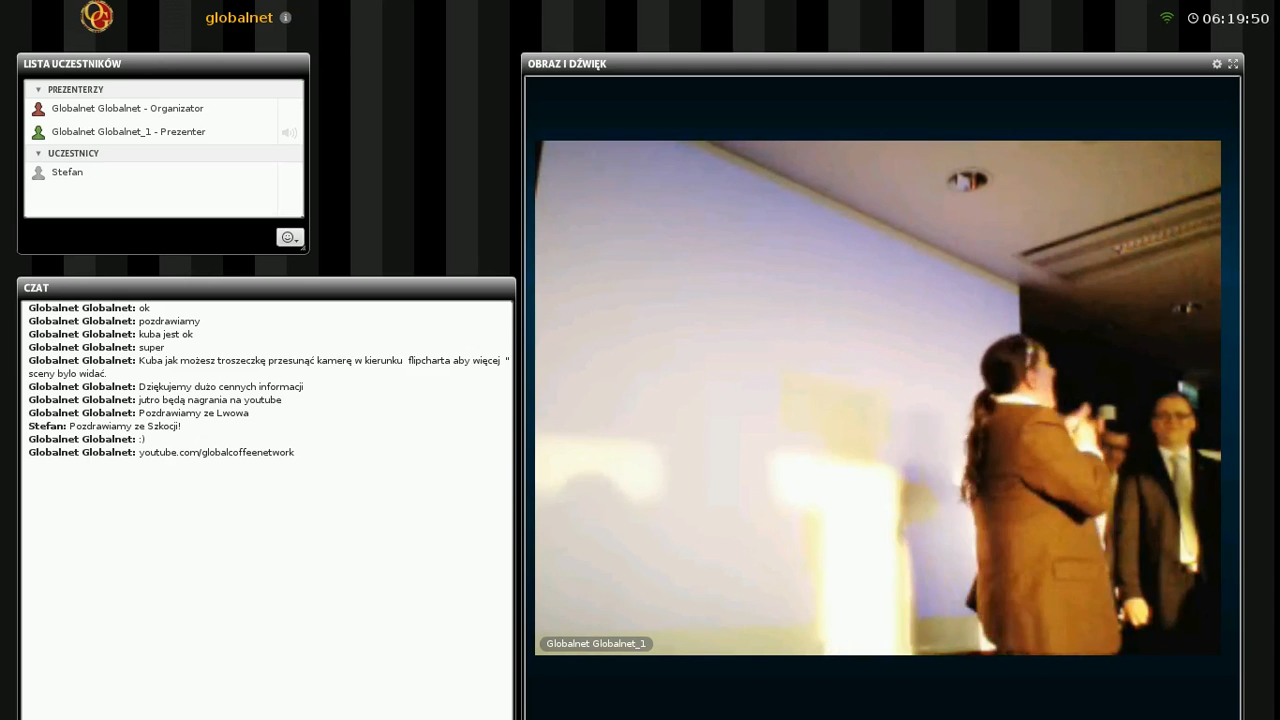 OG
globalnet
06:19:50
LISTA UCZESTNIKÓW
PREZENTERZY
Globalnet Globalnet - Organizator
Globalnet Globalnet_1 - Prezenter
UCZESTNICY
Stefan
CZAT
Globalnet Globalnet: ok
Globalnet Globalnet: pozdrawiamy
Globalnet Globalnet: kuba jest ok
Globalnet Globalnet: super
Globalnet Globalnet: Kuba jak możesz troszeczkę przesunąć kamerę w kierunku flipcharta aby więcej "
sceny bylo widać.
Globalnet Globalnet: Dziękujemy dużo cennych informacji
Globalnet Globalnet: jutro będą nagrania na youtube
Globalnet Globalnet: Pozdrawiamy ze Lwowa
Stefan: Pozdrawiamy ze Szkocji!
Globalnet Globalnet: :)
Globalnet Globalnet: youtube.com/globalcoffeenetwork
OBRAZ I DŹWIĘK
Globalnet Globalnet_1